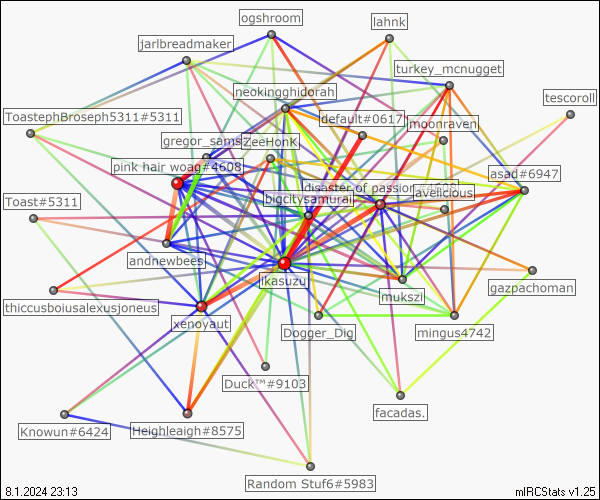 ogshroom
lahnk
jarlbreadmaker
turkey_mcnugget
neokingghidorah
tescoroll
ToastephBroseph5311#5311
default#0617
moonraven
gregor_sams
ZeeHonK
pink hair woag#4608
asad#6947
disaster of passion
avelicious
Toast#5311
bigcitysamurai
andnewbees
ikasuzu
mukszi
gazpachoman
thiccusboiusalexusjoneus
xenoyaut
Dogger_Dig
mingus4742
Duck™#9103
facadas.
Knowun#6424
Heighleaigh#8575
Random Stuf6#5983
8.1.2024 23:13
mIRCStats v1.25